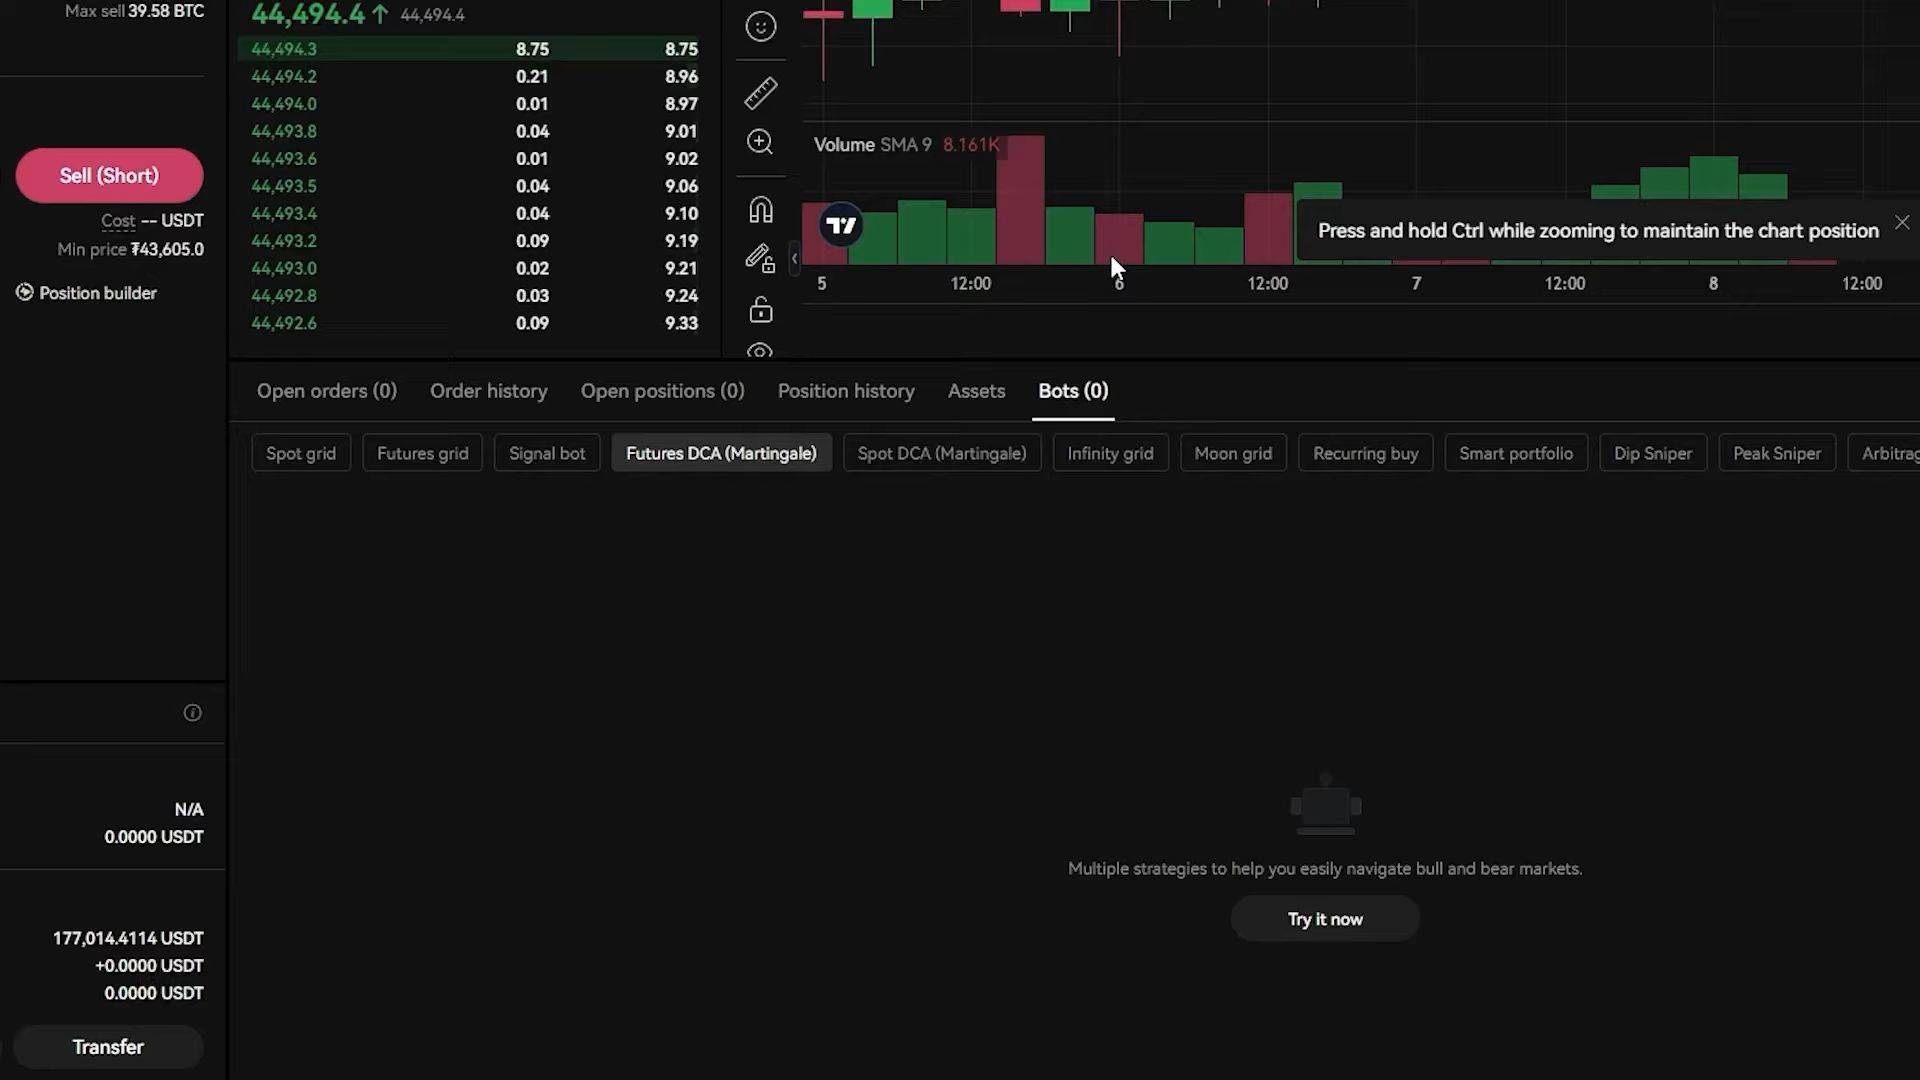 Max sell 39.58 BTC
Sell (Short)
Cost -- USDT
Min price ₮43,605.0
Position builder
N/A
0.0000 USDT
177,014.4114 USDT
+0.0000 USDT
0.0000 USDT
Transfer
44,494.4↑ 44,494.4
44,494.3 8.75 8.75
44,494.2 0.21 8.96
44,494.0 0.01 8.97
44,493.8 0.04 9.01
44,493.6 0.01 9.02
44,493.5 0.04 9.06
44,493.4 0.04 9.10
44,493.2 0.09 9.19
44,493.0 0.02 9.21
44,492.8 0.03 9.24
44,492.6 0.09 9.33
Volume SMA 9 8.161K
Press and hold Ctrl while zooming to maintain the chart position
5 12:00 6 12:00 7 12:00 8 12:00
Open orders (0) Order history Open positions (0) Position history Assets Bots (0)
Spot grid Futures grid Signal bot Futures DCA (Martingale) Spot DCA (Martingale) Infinity grid Moon grid Recurring buy Smart portfolio Dip Sniper Peak Sniper Arbitrag
Multiple strategies to help you easily navigate bull and bear markets.
Try it now